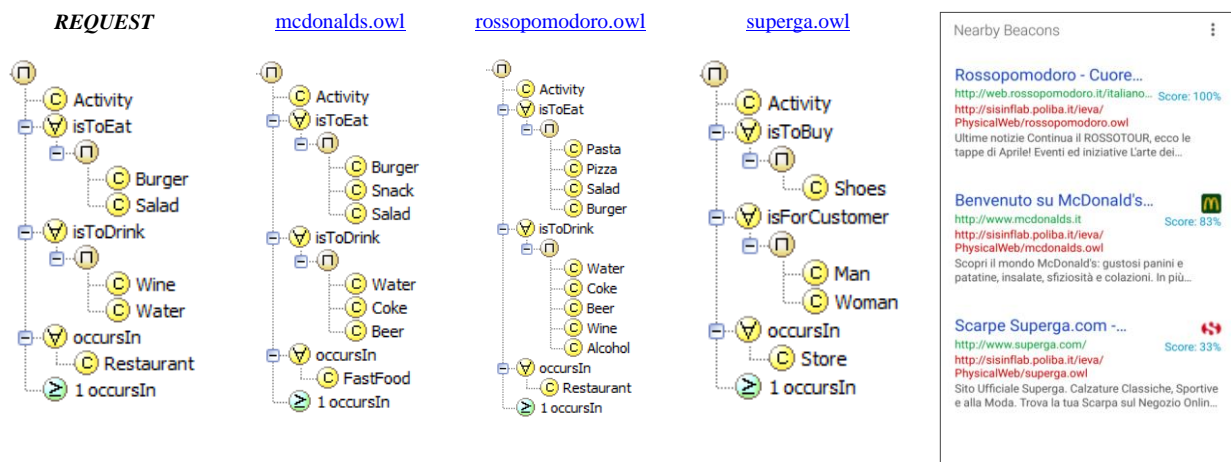 REQUEST
⊓
C Activity
∀ isToEat
⊓
C Burger
C Salad
∀ isToDrink
⊓
C Wine
C Water
∀ occursIn
C Restaurant
≥ 1 occursIn
mcdonalds.owl
⊓
C Activity
∀ isToEat
⊓
C Burger
C Snack
C Salad
∀ isToDrink
⊓
C Water
C Coke
C Beer
∀ occursIn
C FastFood
≥ 1 occursIn
rossopomodoro.owl
⊓
C Activity
∀ isToEat
⊓
C Pasta
C Pizza
C Salad
C Burger
∀ isToDrink
⊓
C Water
C Coke
C Beer
C Wine
C Alcohol
∀ occursIn
C Restaurant
≥ 1 occursIn
superga.owl
⊓
C Activity
∀ isToBuy
⊓
C Shoes
∀ isForCustomer
⊓
C Man
C Woman
∀ occursIn
C Store
≥ 1 occursIn
Nearby Beacons
Rossopomodoro - Cuore...
http://web.rossopomodoro.it/italiano... Score: 100%
http://sisinflab.poliba.it/ieva/
PhysicalWeb/rossopomodoro.owl
Ultime notizie Continua il ROSSOTOUR, ecco le
tappe di Aprile! Eventi ed iniziative L'arte dei...
Benvenuto su McDonald's...
http://www.mcdonalds.it Score: 83%
http://sisinflab.poliba.it/ieva/
PhysicalWeb/mcdonalds.owl
Scopri il mondo McDonald's: gustosi panini e
patatine, insalate, sfiziosità e colazioni. In più...
Scarpe Superga.com -...
http://www.superga.com/ Score: 33%
http://sisinflab.poliba.it/ieva/
PhysicalWeb/superga.owl
Sito Ufficiale Superga. Calzature Classiche, Sportive
e alla Moda. Trova la tua Scarpa sul Negozio Onlin...